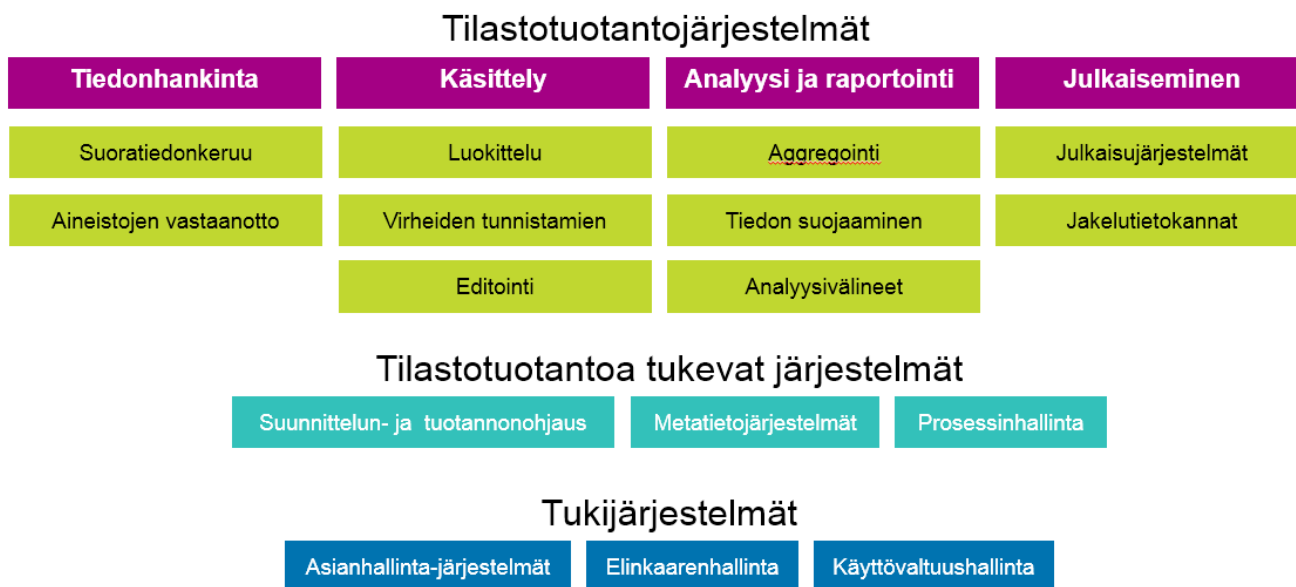 Tilastotuotantojärjestelmät
Tiedonhankinta Käsittely Analyysi ja raportointi Julkaiseminen
Suoratiedonkeruu Luokittelu Aggregointi Julkaisujärjestelmät
Aineistojen vastaanotto Virheiden tunnistamien Tiedon suojaaminen Jakelutietokannat
Editointi Analyysivälineet
Tilastotuotantoa tukevat järjestelmät
Suunnittelun- ja tuotannonohjaus Metatietojärjestelmät Prosessinhallinta
Tukijärjestelmät
Asianhallinta-järjestelmät Elinkaarenhallinta Käyttövaltuushallinta